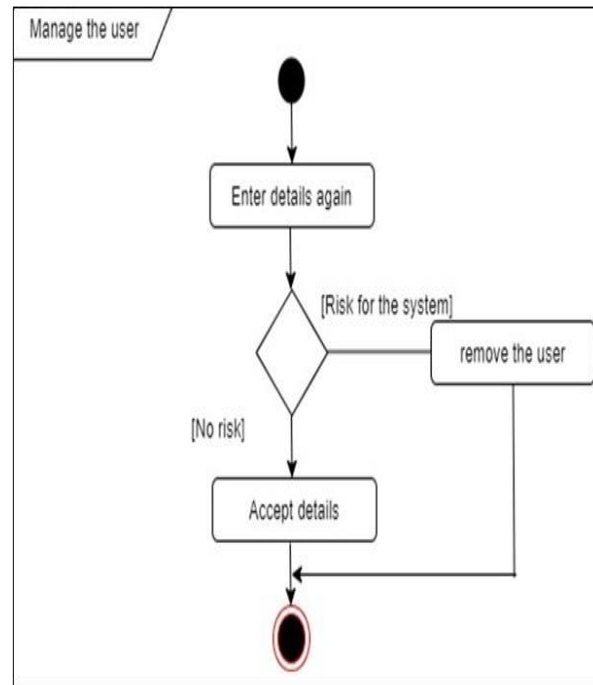 Manage the user
Enter details again
[Risk for the system]
remove the user
[No risk]
Accept details